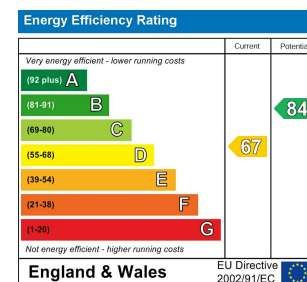 Energy Efficiency Rating
Current Potentia
Very energy efficient - lower running costs
(92 plus) A
(81-91) B
84
(69-80) C
(55-68) D
67
(39-54) E
(21-38) F
(1-20) G
Not energy efficient - higher running costs
England & Wales
EU Directive
2002/91/EC